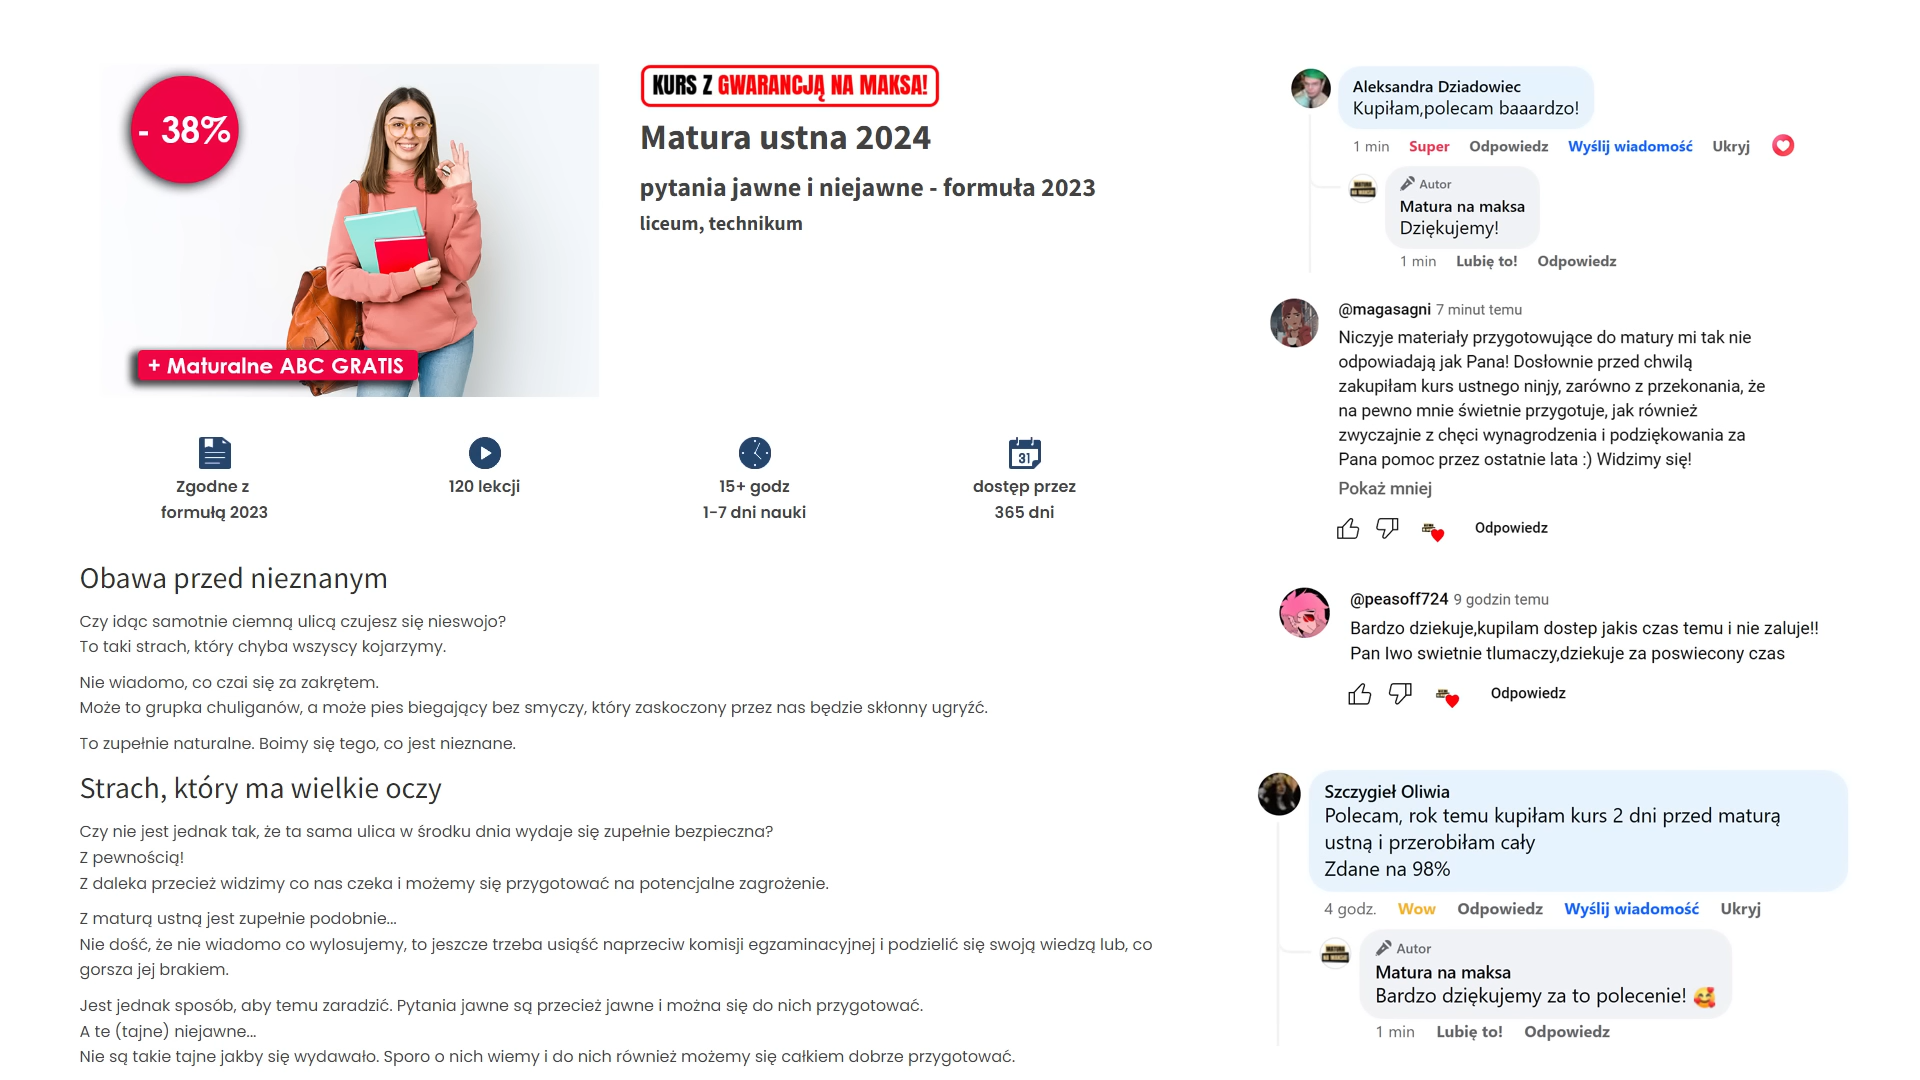 - 38%
+ Maturalne ABC GRATIS
KURS Z GWARANCJĄ NA MAKSA!
Matura ustna 2024
pytania jawne i niejawne - formuła 2023
liceum, technikum
Zgodne z
formułą 2023
120 lekcji
15+ godz
1-7 dni nauki
31
dostęp przez
365 dni
Obawa przed nieznanym
Czy idąc samotnie ciemną ulicą czujesz się nieswojo?
To taki strach, który chyba wszyscy kojarzymy.
Nie wiadomo, co czai się za zakrętem.
Może to grupka chuliganów, a może pies biegający bez smyczy, który zaskoczony przez nas będzie skłonny ugryźć.
To zupełnie naturalne. Boimy się tego, co jest nieznane.
Strach, który ma wielkie oczy
Czy nie jest jednak tak, że ta sama ulica w środku dnia wydaje się zupełnie bezpieczna?
Z pewnością!
Z daleka przecież widzimy co nas czeka i możemy się przygotować na potencjalne zagrożenie.
Z maturą ustną jest zupełnie podobnie...
Nie dość, że nie wiadomo co wylosujemy, to jeszcze trzeba usiąść naprzeciw komisji egzaminacyjnej i podzielić się swoją wiedzą lub, co
gorsza jej brakiem.
Jest jednak sposób, aby temu zaradzić. Pytania jawne są przecież jawne i można się do nich przygotować.
A te (tajne) niejawne...
Nie są takie tajne jakby się wydawało. Sporo o nich wiemy i do nich również możemy się całkiem dobrze przygotować.
Aleksandra Dziadowiec
Kupiłam,polecam baaardzo!
1 min Super Odpowiedz Wyślij wiadomość Ukryj
MATURA NA MAKSA!
Autor
Matura na maksa
Dziękujemy!
1 min Lubię to! Odpowiedz
@magasagni 7 minut temu
Niczyje materiały przygotowujące do matury mi tak nie
odpowiadają jak Pana! Dosłownie przed chwilą
zakupiłam kurs ustnego ninjy, zarówno z przekonania, że
na pewno mnie świetnie przygotuje, jak również
zwyczajnie z chęci wynagrodzenia i podziękowania za
Pana pomoc przez ostatnie lata :) Widzimy się!
Pokaż mniej
Odpowiedz
@peasoff724 9 godzin temu
Bardzo dziekuje,kupilam dostep jakis czas temu i nie zaluje!!
Pan Iwo swietnie tlumaczy,dziekuje za poswiecony czas
Odpowiedz
Szczygieł Oliwia
Polecam, rok temu kupiłam kurs 2 dni przed maturą
ustną i przerobiłam cały
Zdane na 98%
4 godz. Wow Odpowiedz Wyślij wiadomość Ukryj
MATURA NA MAKSA!
Autor
Matura na maksa
Bardzo dziękujemy za to polecenie! 🥰
1 min Lubię to! Odpowiedz